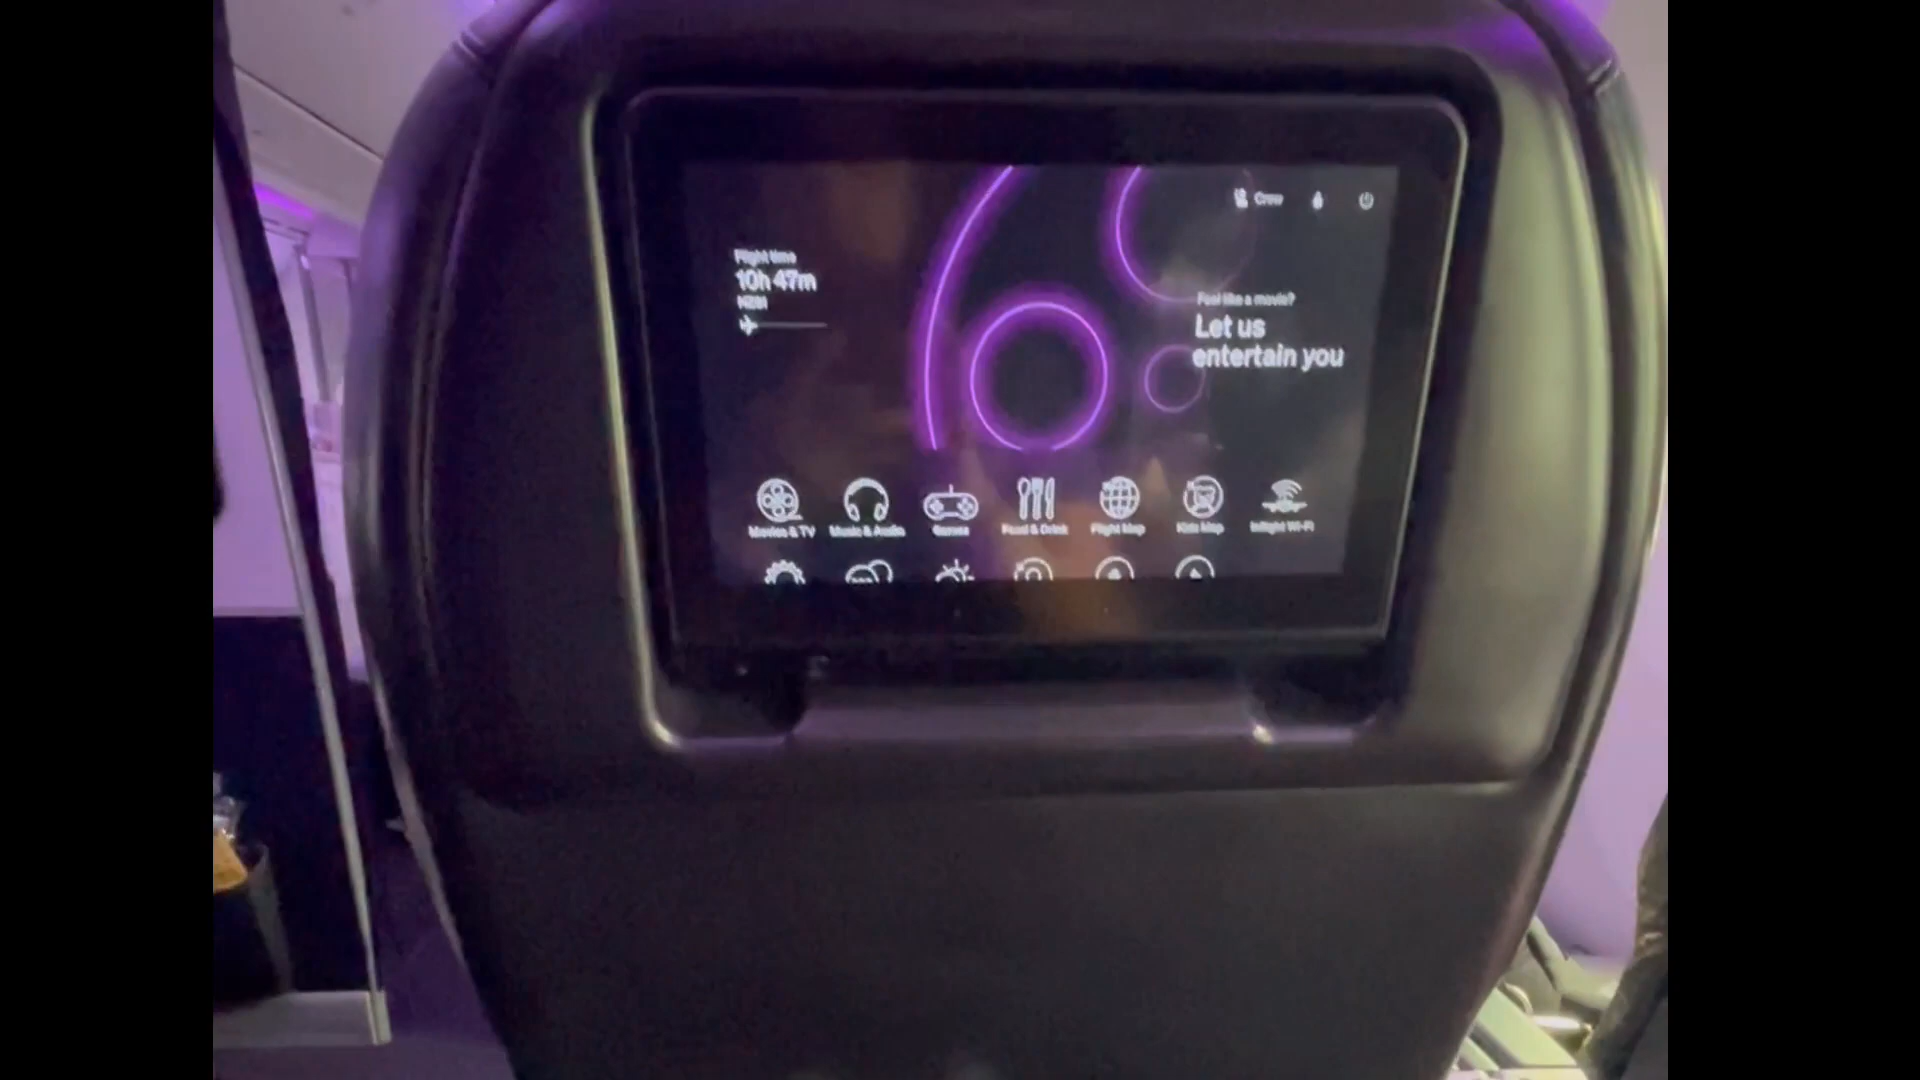 Crew
Flight time
10h 47m
Feel like a movie?
Let us
entertain you
Movies & TV
Music & Audio
Games
Food & Drink
Flight Map
Kids Map
Inflight Wi-Fi